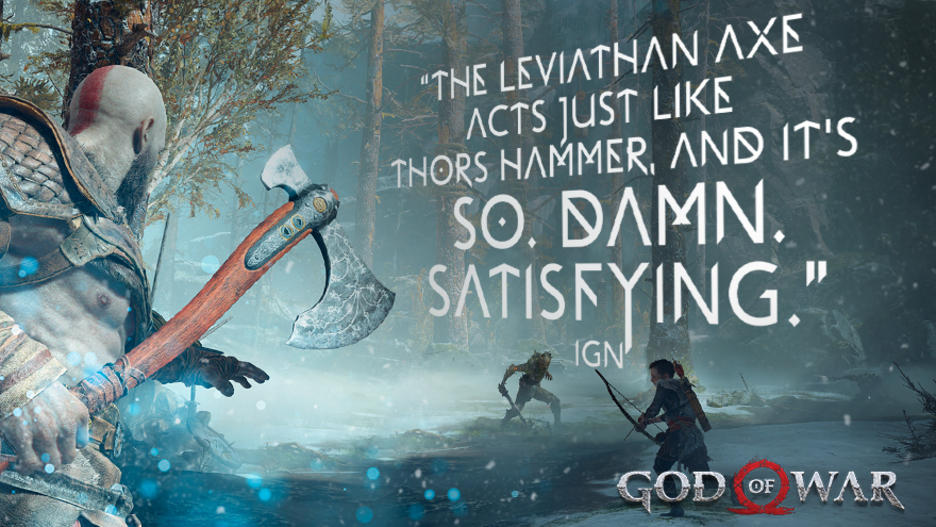 “THE LEVIATHAN AXE
ACTS JUST LIKE
THORS HAMMER, AND IT'S
SO. DAMN.
SATISFYING.”
IGN
GOD OF WAR